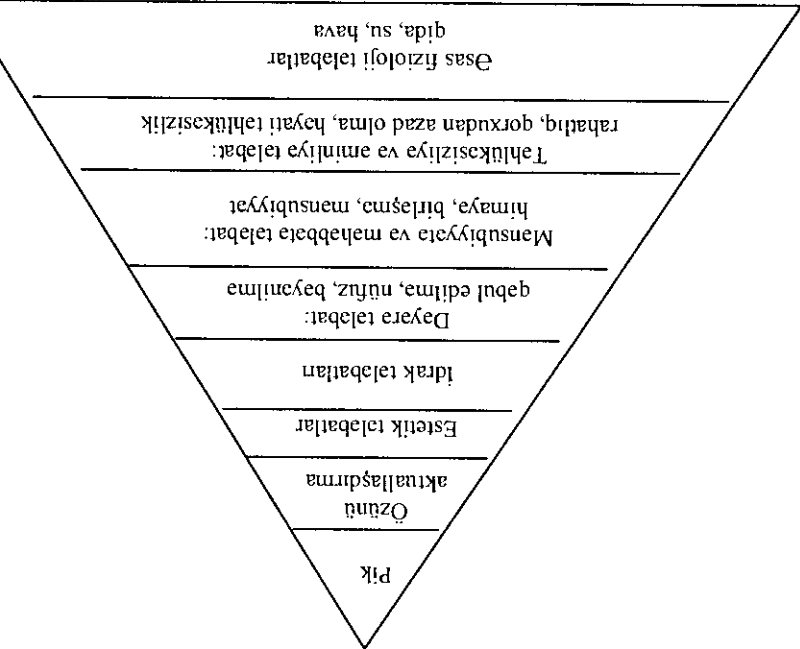 Pik
Özünü
aktuallaşdırma
Estetik tələbatlar
İdrak tələbatları
Dəyərə tələbat:
qəbul edilmə, nüfuz, bəyənilmə
Mənsubiyyətə və məhəbbətə tələbat:
himayə, birləşmə, mənsubiyyət
Təhlükəsizliyə və əminliyə tələbat:
rahatlıq, qorxudan azad olma, həyati təhlükəsizlik
Əsas fizioloji tələbatlar
qida, su, hava